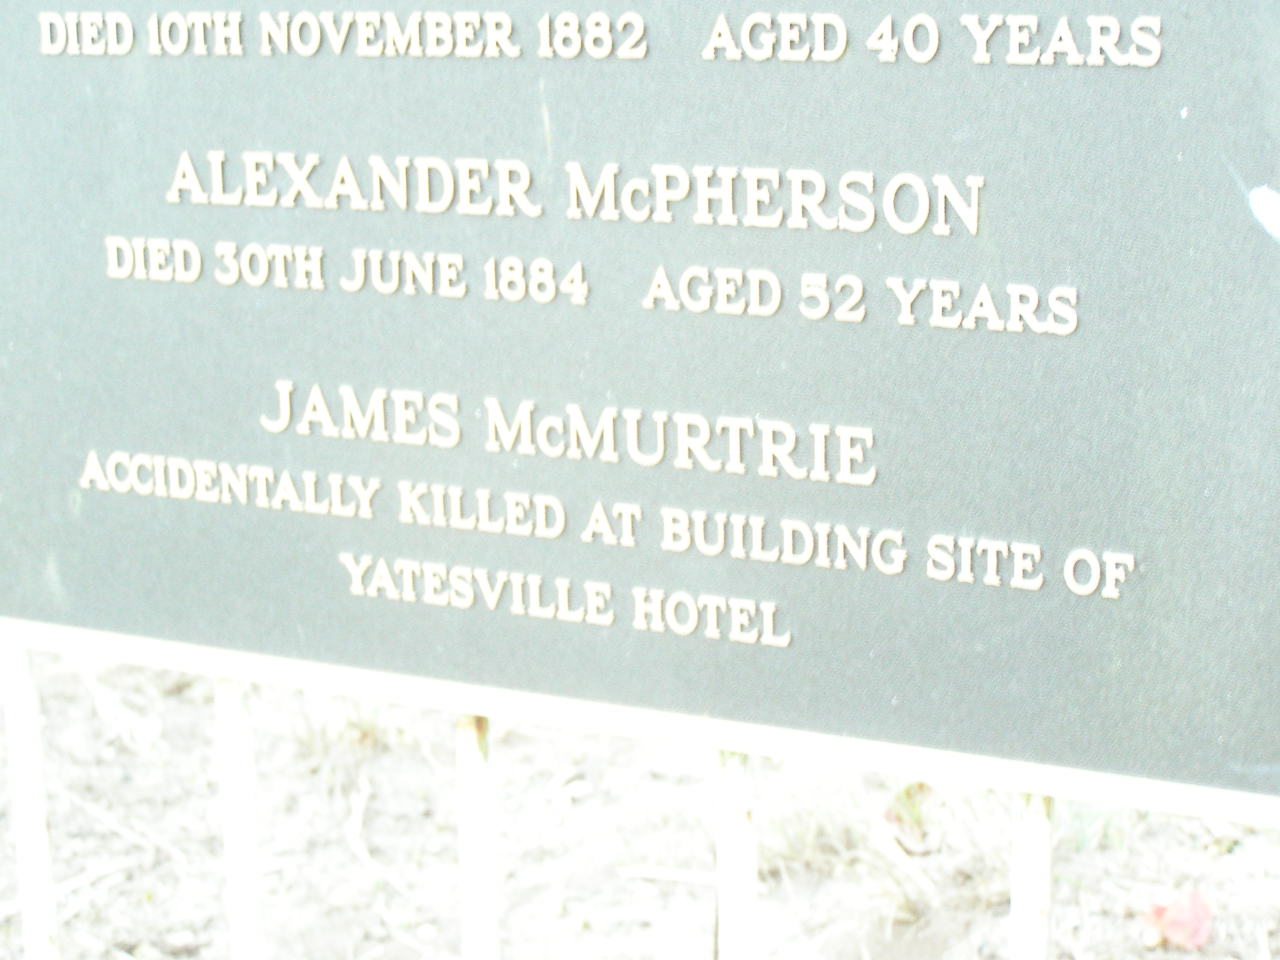 DIED 10TH NOVEMBER 1882 AGED 40 YEARS
ALEXANDER McPHERSON
DIED 30TH JUNE 1884 AGED 52 YEARS
JAMES McMURTRIE
ACCIDENTALLY KILLED AT BUILDING SITE OF
YATESVILLE HOTEL